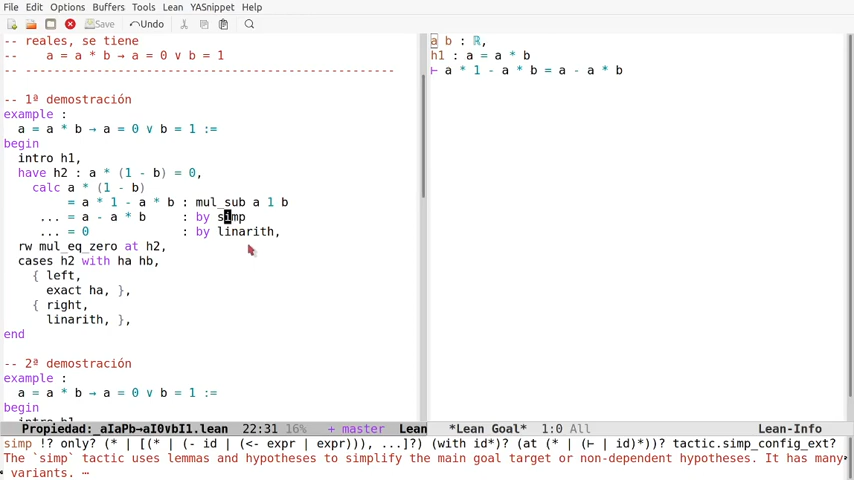 File Edit Options Buffers Tools Lean YASnippet Help
Save Undo
-- reales, se tiene
-- a = a * b → a = 0 ∨ b = 1
-- ----------------------------------------------------
-- 1ª demostración
example :
a = a * b → a = 0 ∨ b = 1 :=
begin
intro h1,
have h2 : a * (1 - b) = 0,
calc a * (1 - b)
= a * 1 - a * b : mul_sub a 1 b
... = a - a * b : by simp
... = 0 : by linarith,
rw mul_eq_zero at h2,
cases h2 with ha hb,
{ left,
exact ha, },
{ right,
linarith, },
end
-- 2ª demostración
example :
a = a * b → a = 0 ∨ b = 1 :=
begin
Propiedad:_aIaPb→aI0∨bI1.lean 22:31 16% + master Lean
a b : ℝ,
h1 : a = a * b
⊢ a * 1 - a * b = a - a * b
*Lean Goal* 1:0 All Lean-Info
simp !? only? (* | [(* | (- id | (<- expr | expr))), ...]?) (with id*)? (at (* | (⊢ | id)*))? tactic.simp_config_ext?
The `simp` tactic uses lemmas and hypotheses to simplify the main goal target or non-dependent hypotheses. It has many
variants. ⋯